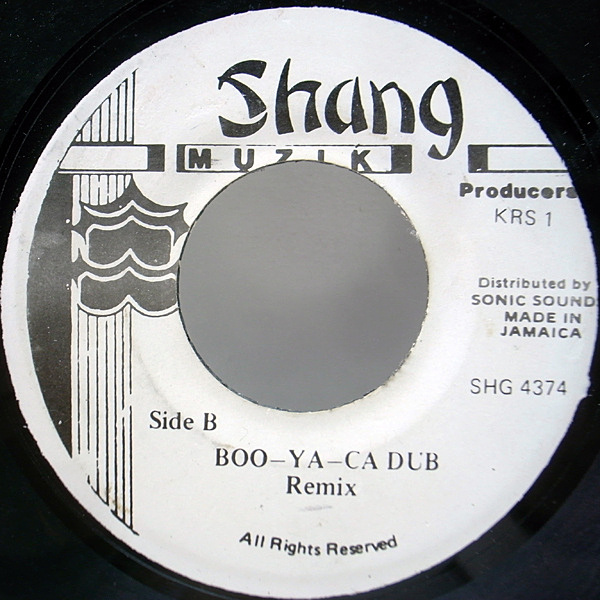 Shang
MUZIK
Producers
KRS 1
Distributed by
SONIC SOUND
MADE IN
JAMAICA
SHG 4374
Side B
BOO-YA-CA DUB
Remix
All Rights Reserved